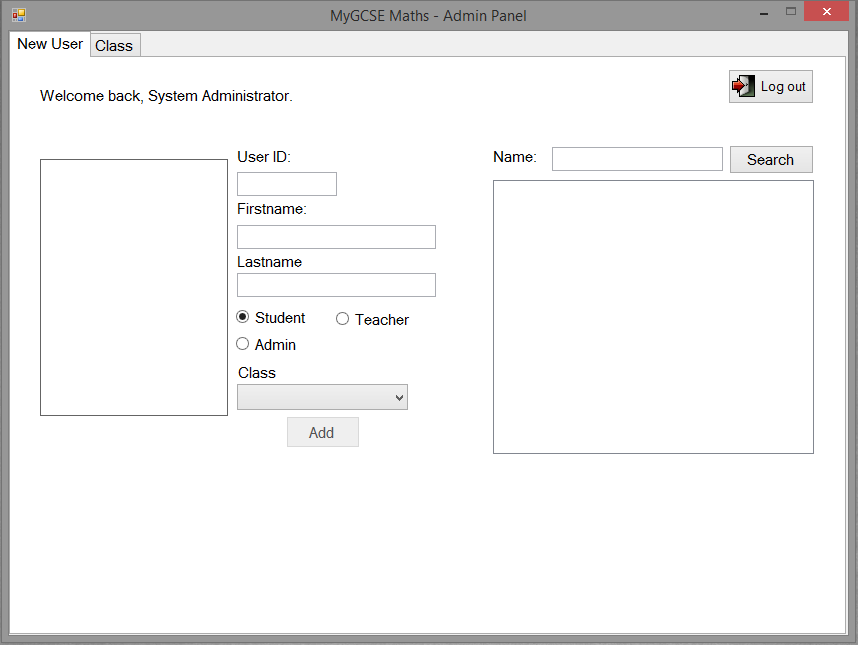 MyGCSE Maths - Admin Panel
New User Class
Welcome back, System Administrator.
Log out
User ID:
Firstname:
Lastname
Student Teacher
Admin
Class
Add
Name: Search